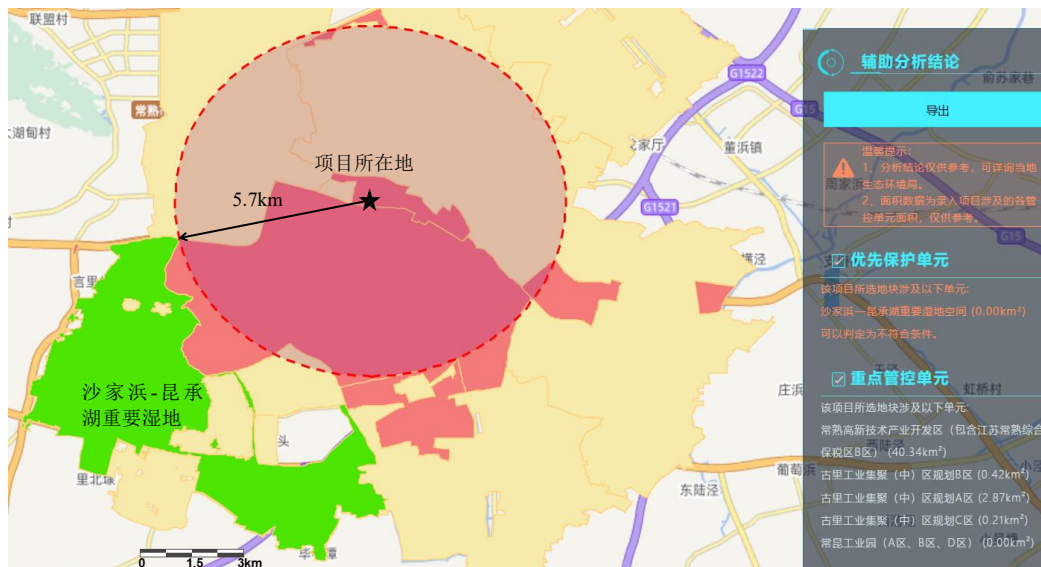 联盟村
常熟
大湖甸村
G1522
G15
董浜镇
G1521
G15
项目所在地
5.7km
言里
横泾
沙家浜-昆承
湖重要湿地
头
里北塚
庄浜
葡萄浜
东陆泾
虹桥村
西陆泾
俞苏家巷
0 1.5 3km
辅助分析结论
导出
温馨提示:
1、分析结论仅供参考，可详询当地
生态环境局。
2、面积数据为录入项目涉及的各管
控单元面积，仅供参考。
优先保护单元
该项目所选地块涉及以下单元:
沙家浜—昆承湖重要湿地空间 (0.00km²)
可以判定为不符合条件。
重点管控单元
该项目所选地块涉及以下单元:
常熟高新技术产业开发区（包含江苏常熟综合
保税区B区） (40.34km²)
古里工业集聚（中）区规划B区 (0.42km²)
古里工业集聚（中）区规划A区 (2.87km²)
古里工业集聚（中）区规划C区 (0.21km²)
常昆工业园（A区、B区、D区） (0.00km²)